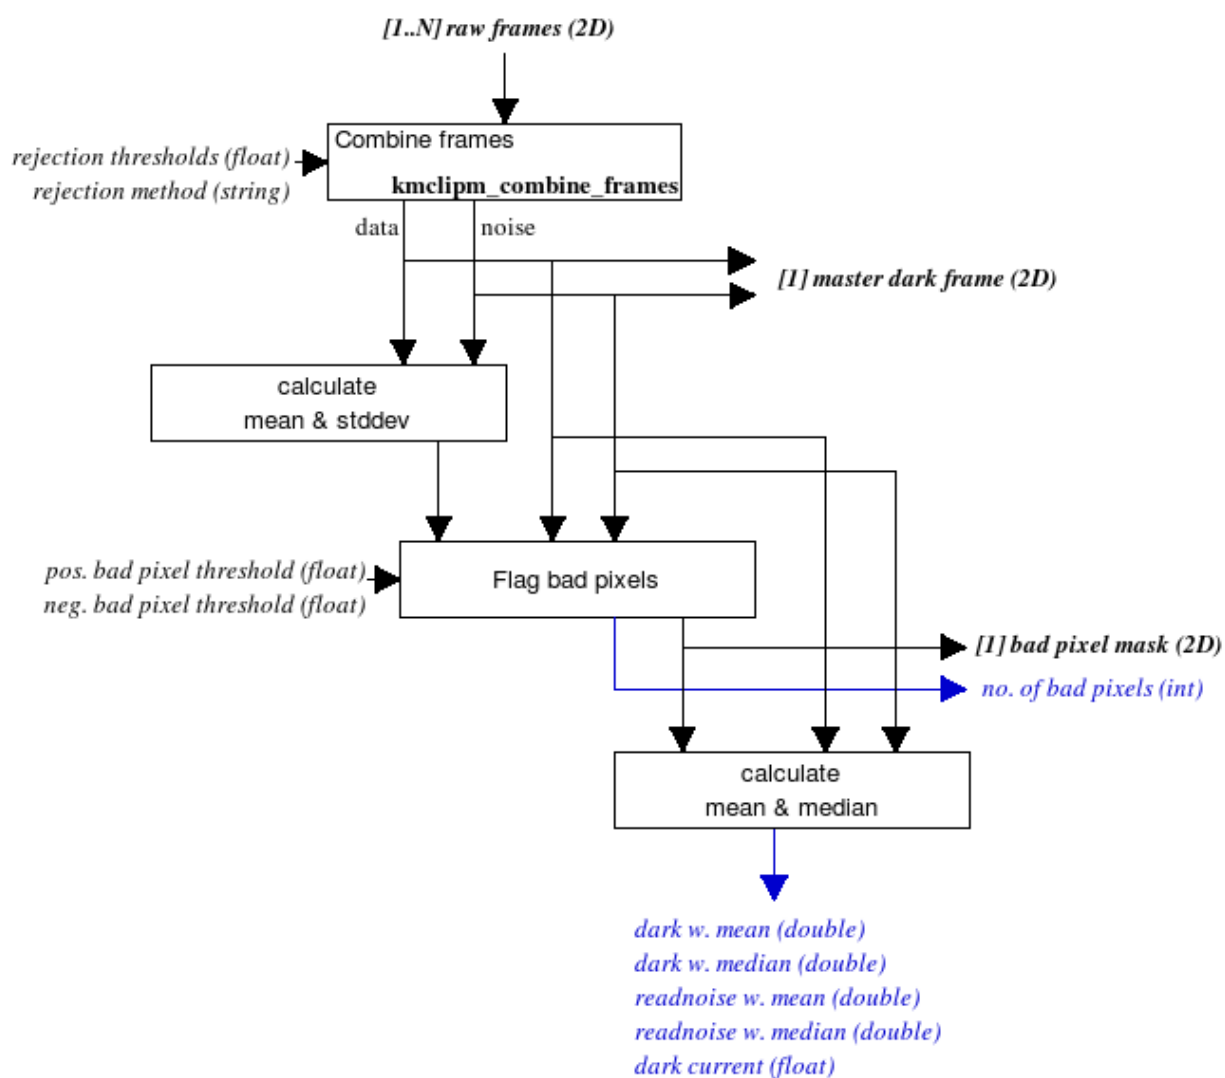 [1..N] raw frames (2D)
Combine frames
rejection thresholds (float)
rejection method (string)
kmclipm_combine_frames
data
noise
[1] master dark frame (2D)
calculate
mean & stddev
pos. bad pixel threshold (float)
neg. bad pixel threshold (float)
Flag bad pixels
[1] bad pixel mask (2D)
no. of bad pixels (int)
calculate
mean & median
dark w. mean (double)
dark w. median (double)
readnoise w. mean (double)
readnoise w. median (double)
dark current (float)